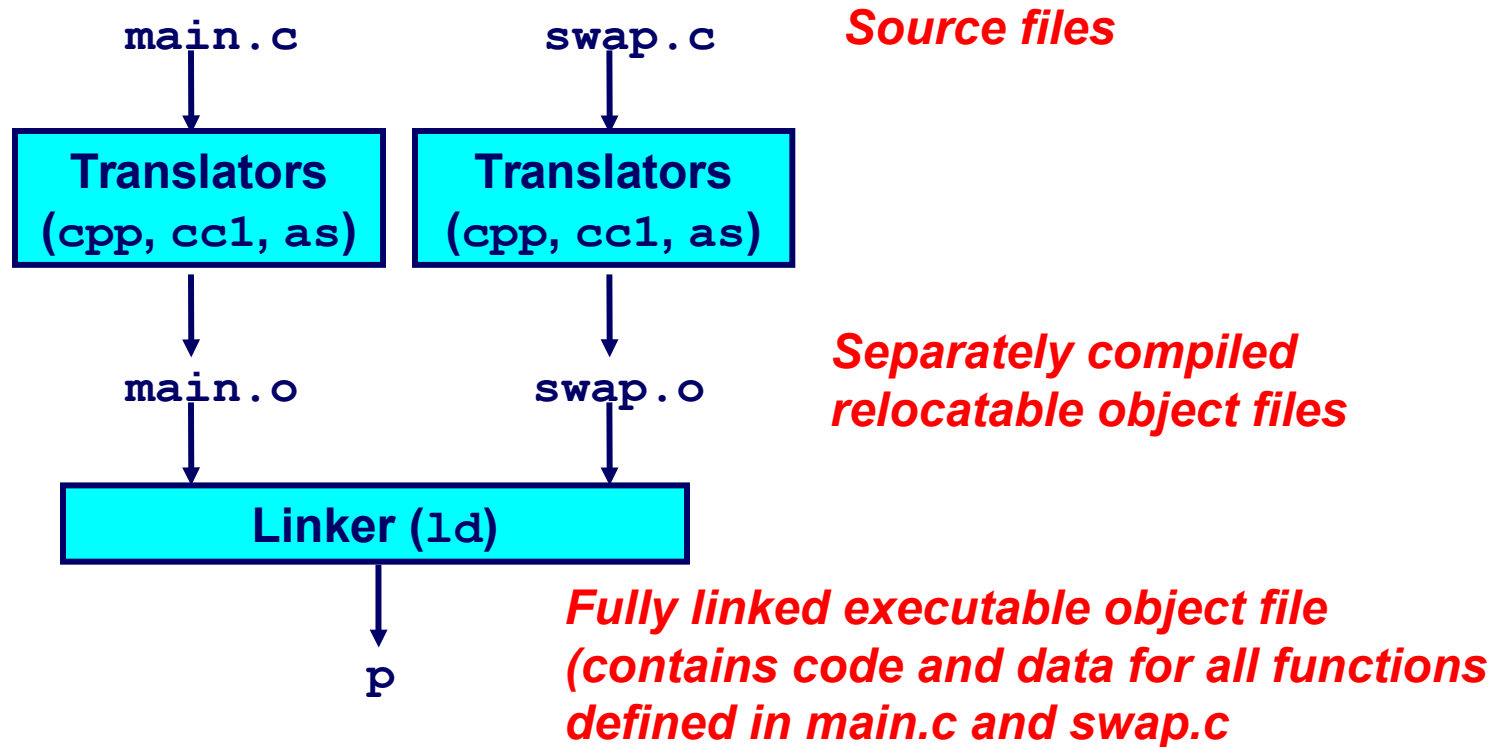 main.c
swap.c
Source files
Translators
(cpp, cc1, as)
Translators
(cpp, cc1, as)
main.o
swap.o
Separately compiled
relocatable object files
Linker (ld)
p
Fully linked executable object file
(contains code and data for all functions
defined in main.c and swap.c